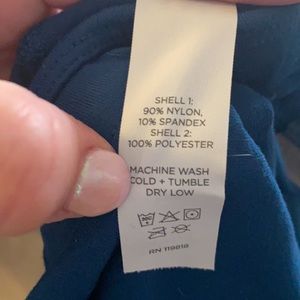 SHELL 1:
90% NYLON,
10% SPANDEX
SHELL 2:
100% POLYESTER
MACHINE WASH
COLD + TUMBLE
DRY LOW
RN 119819